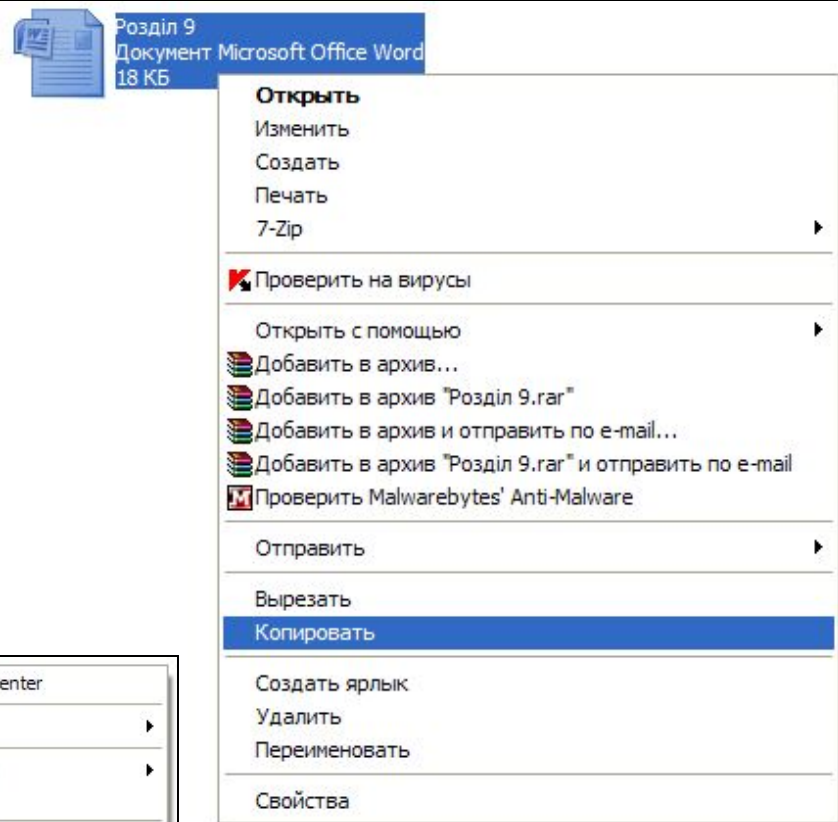 Розділ 9
Документ Microsoft Office Word
18 КБ
Открыть
Изменить
Создать
Печать
7-Zip
Проверить на вирусы
Открыть с помощью
Добавить в архив...
Добавить в архив "Розділ 9.rar"
Добавить в архив и отправить по e-mail...
Добавить в архив "Розділ 9.rar" и отправить по e-mail
Проверить Malwarebytes' Anti-Malware
Отправить
Вырезать
Копировать
Создать ярлык
Удалить
Переименовать
Свойства
enter